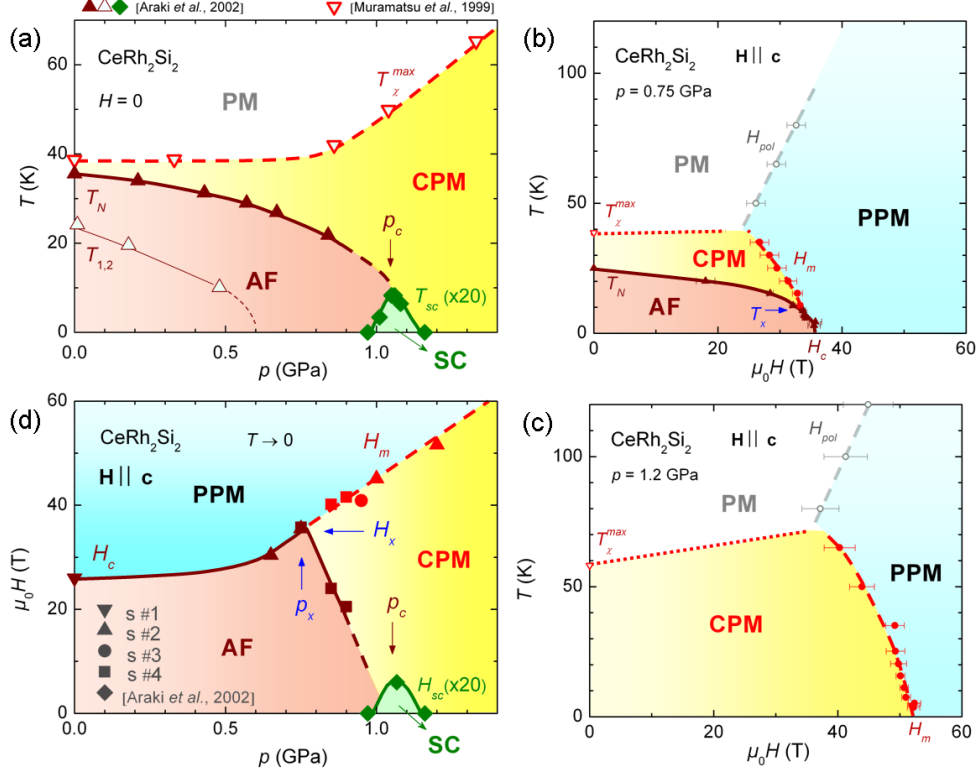 [Araki et al., 2002] [Muramatsu et al., 1999]
(a)
CeRh2Si2
H = 0
PM
Tχmax
CPM
TN
T1,2
AF
pc
Tsc (x20)
SC
T (K)
60
40
20
0
0.0 0.5 1.0
p (GPa)
(b)
CeRh2Si2 H || c
p = 0.75 GPa
Hpol
PM
PPM
Tχmax
CPM
Hm
TN
AF
Tx
Hc
T (K)
100
50
0
0 20 40 60
μ0H (T)
(d)
CeRh2Si2 T → 0
H || c
Hm
PPM
Hx
Hc
CPM
px
pc
s #1
s #2
s #3
s #4
[Araki et al., 2002]
AF
Hsc(x20)
SC
μ0H (T)
60
40
20
0
0.0 0.5 1.0
p (GPa)
(c)
CeRh2Si2 H || c
p = 1.2 GPa
Hpol
PM
Tχmax
PPM
CPM
Hm
T (K)
100
50
0
0 20 40 60
μ0H (T)